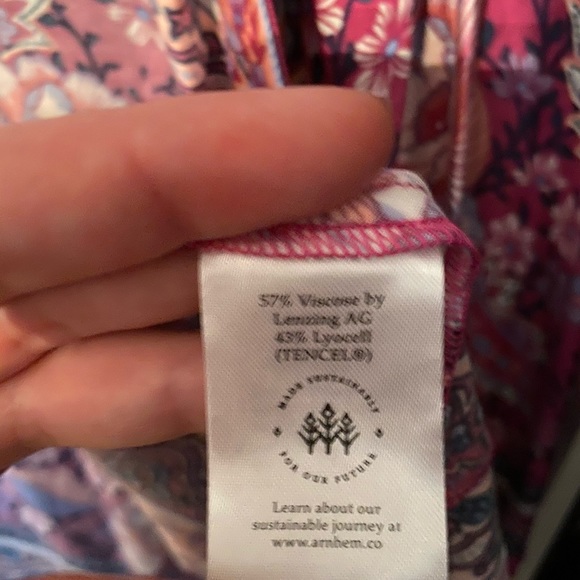 57% Viscose by
Lenzing AG
43% Lyocell
(TENCEL®)
MADE SUSTAINABLY
FOR OUR FUTURE
Learn about our
sustainable journey at
www.arnhem.co